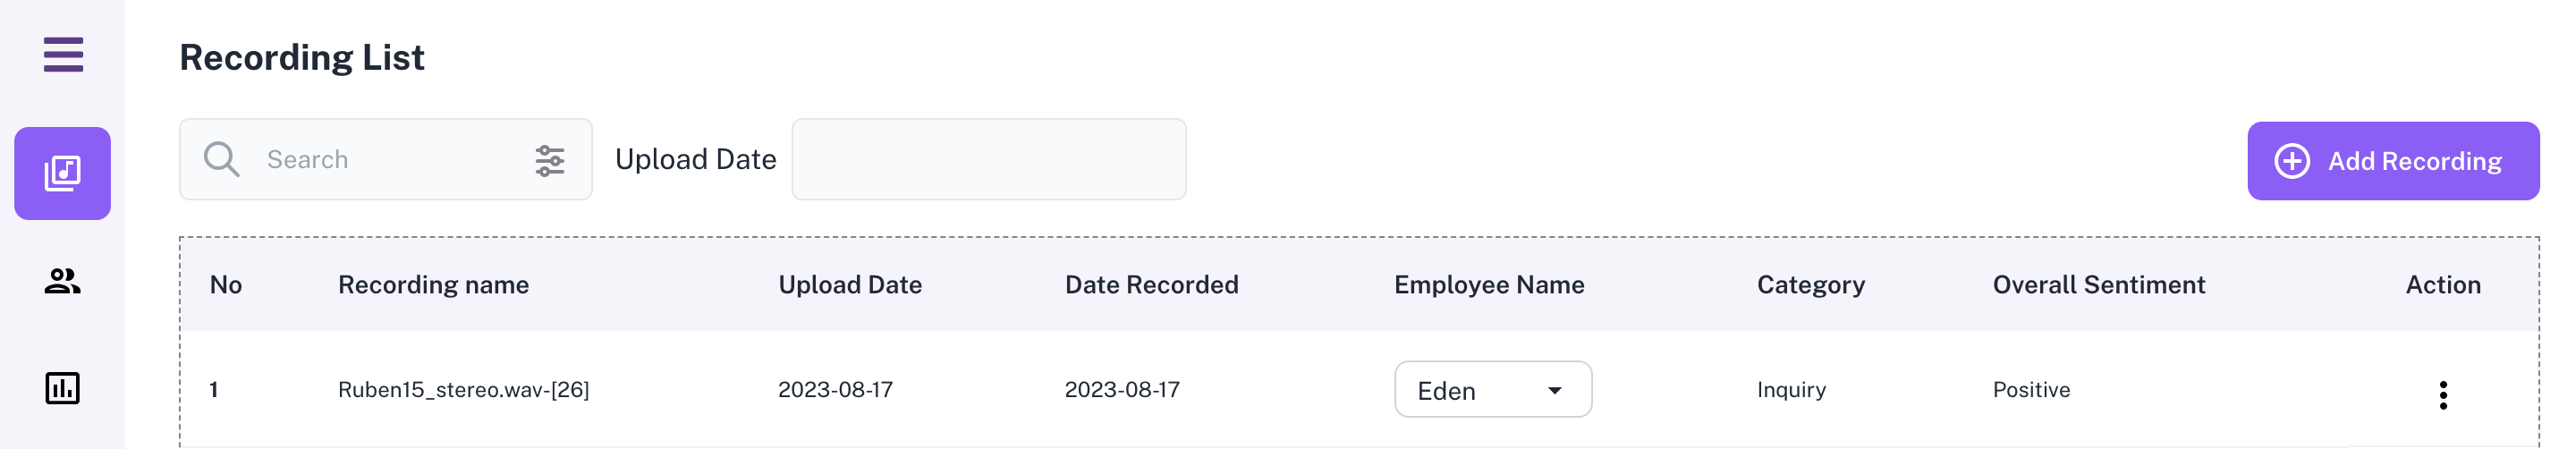 Recording List
Search
Upload Date
Add Recording
No Recording name Upload Date Date Recorded Employee Name Category Overall Sentiment Action
1 Ruben15_stereo.wav-[26] 2023-08-17 2023-08-17 Eden Inquiry Positive